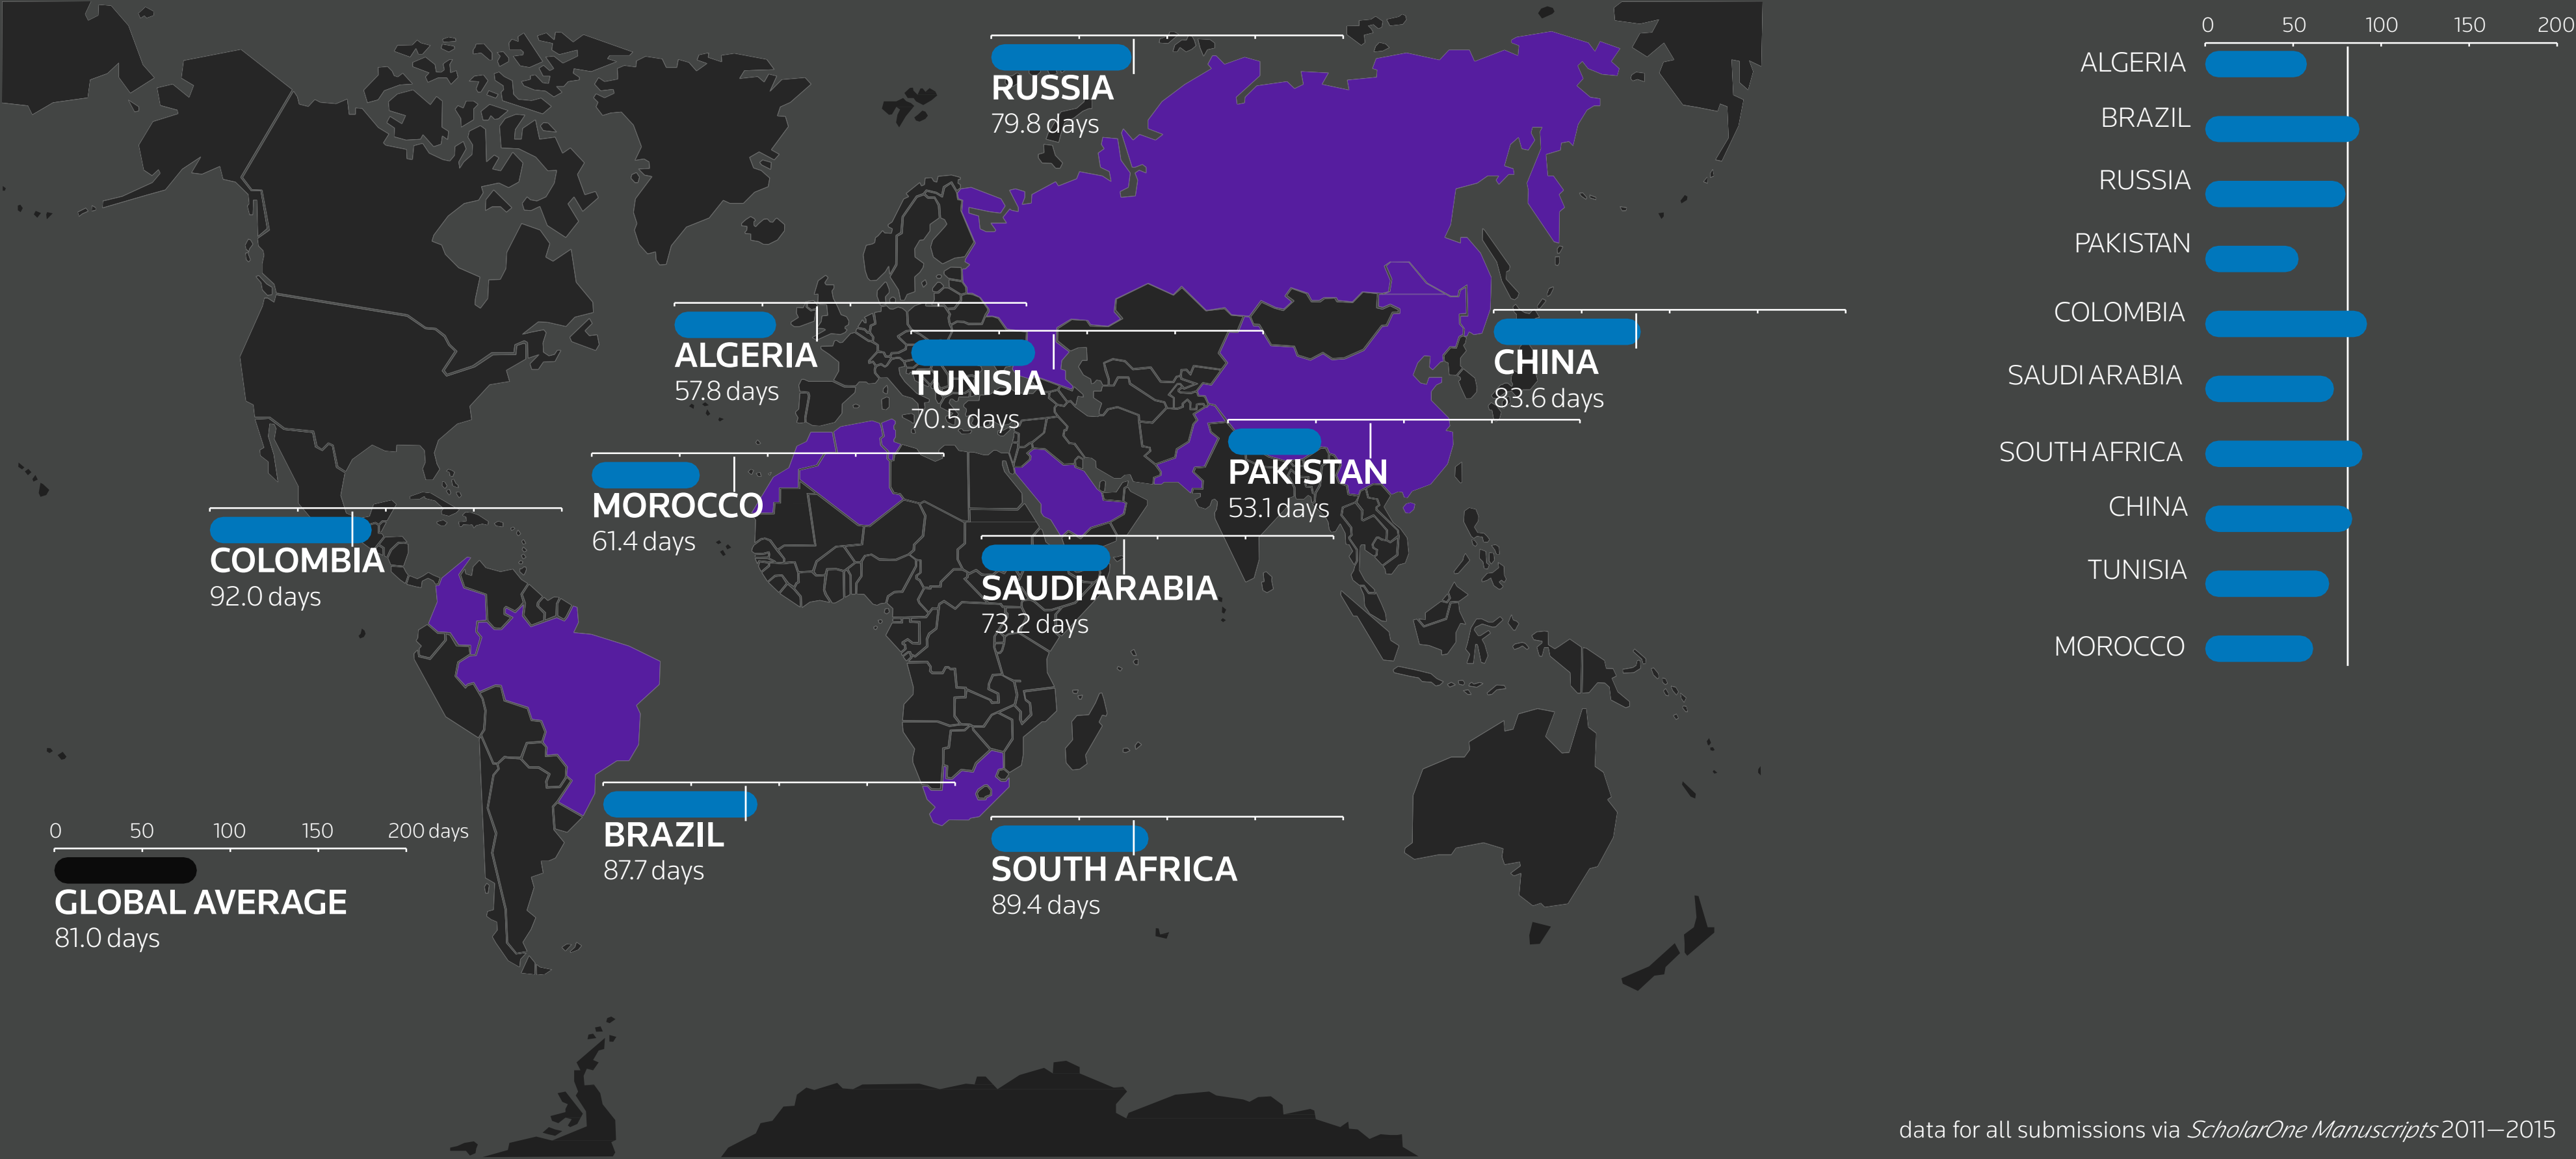 RUSSIA
79.8 days
ALGERIA
57.8 days
TUNISIA
70.5 days
CHINA
83.6 days
MOROCCO
61.4 days
PAKISTAN
53.1 days
COLOMBIA
92.0 days
SAUDI ARABIA
73.2 days
BRAZIL
87.7 days
SOUTH AFRICA
89.4 days
0 50 100 150 200 days
GLOBAL AVERAGE
81.0 days
0 50 100 150 200
ALGERIA
BRAZIL
RUSSIA
PAKISTAN
COLOMBIA
SAUDI ARABIA
SOUTH AFRICA
CHINA
TUNISIA
MOROCCO
data for all submissions via ScholarOne Manuscripts 2011—2015